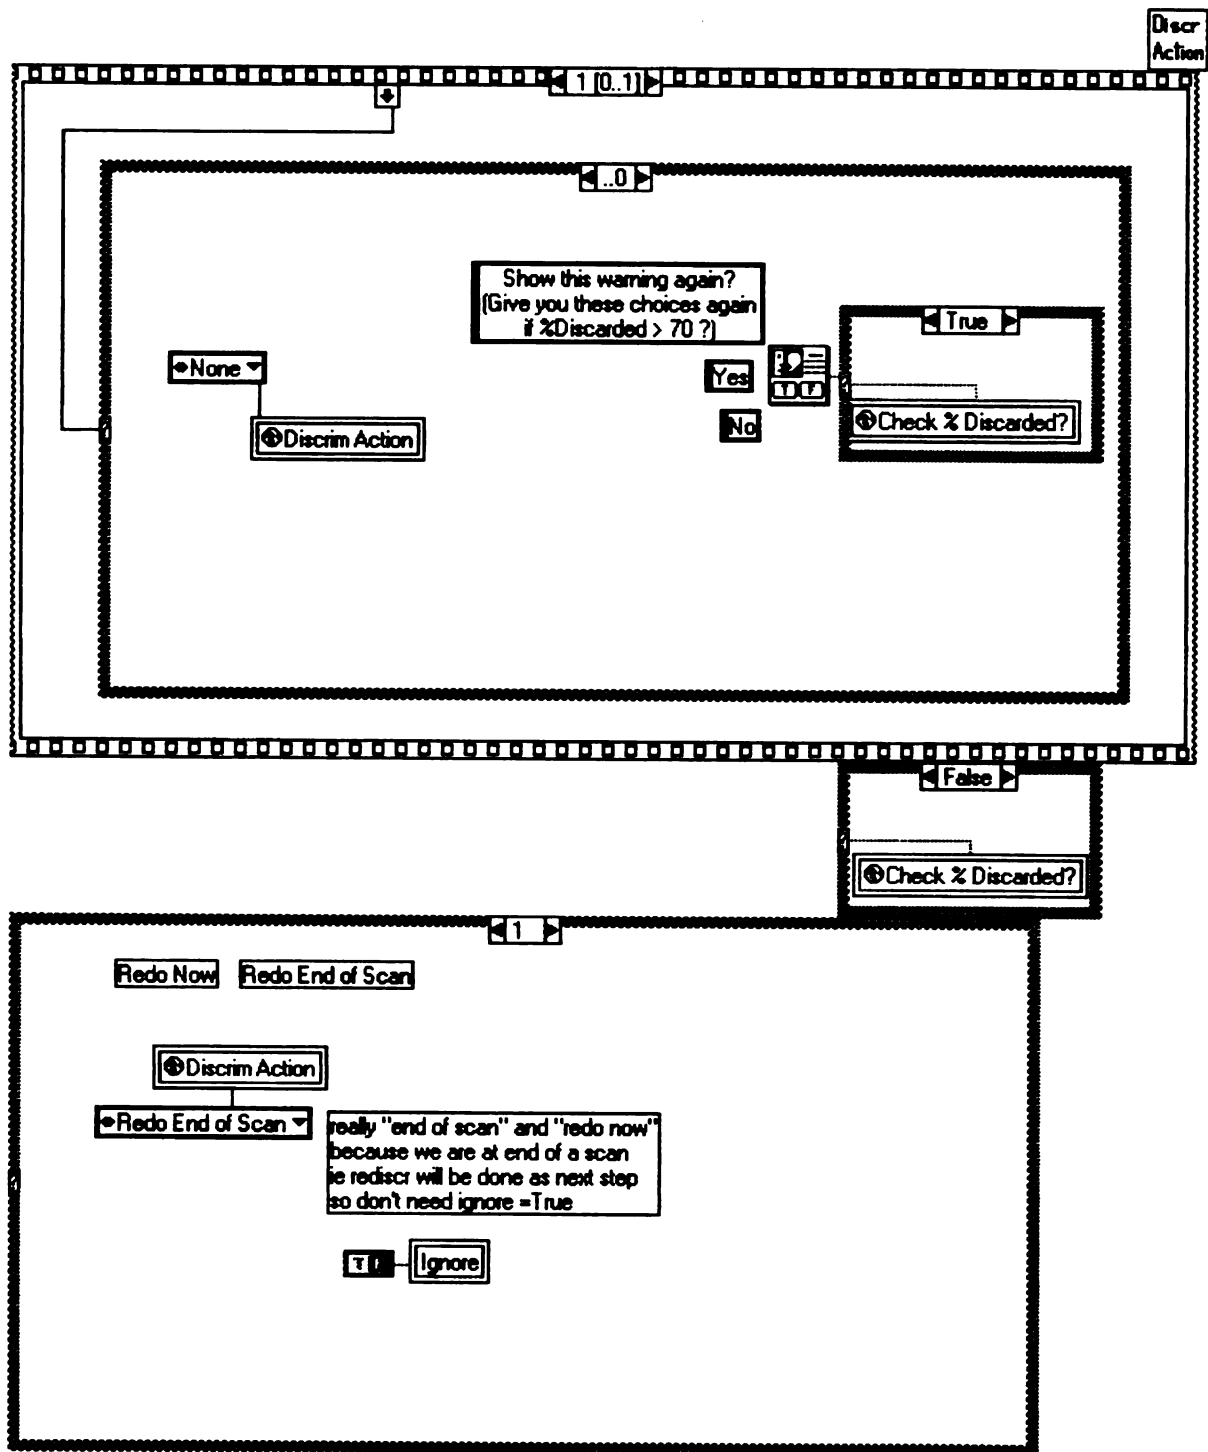 Discr
Action
1 [0..1]
..0
Show this warning again?
(Give you these choices again
if %Discarded > 70 ?)
True
None
Yes
T F
Check % Discarded?
No
Discrim Action
False
Check % Discarded?
1
Redo Now
Redo End of Scan
Discrim Action
Redo End of Scan
really "end of scan" and "redo now"
because we are at end of a scan
ie rediscr will be done as next step
so don't need ignore =True
T
Ignore